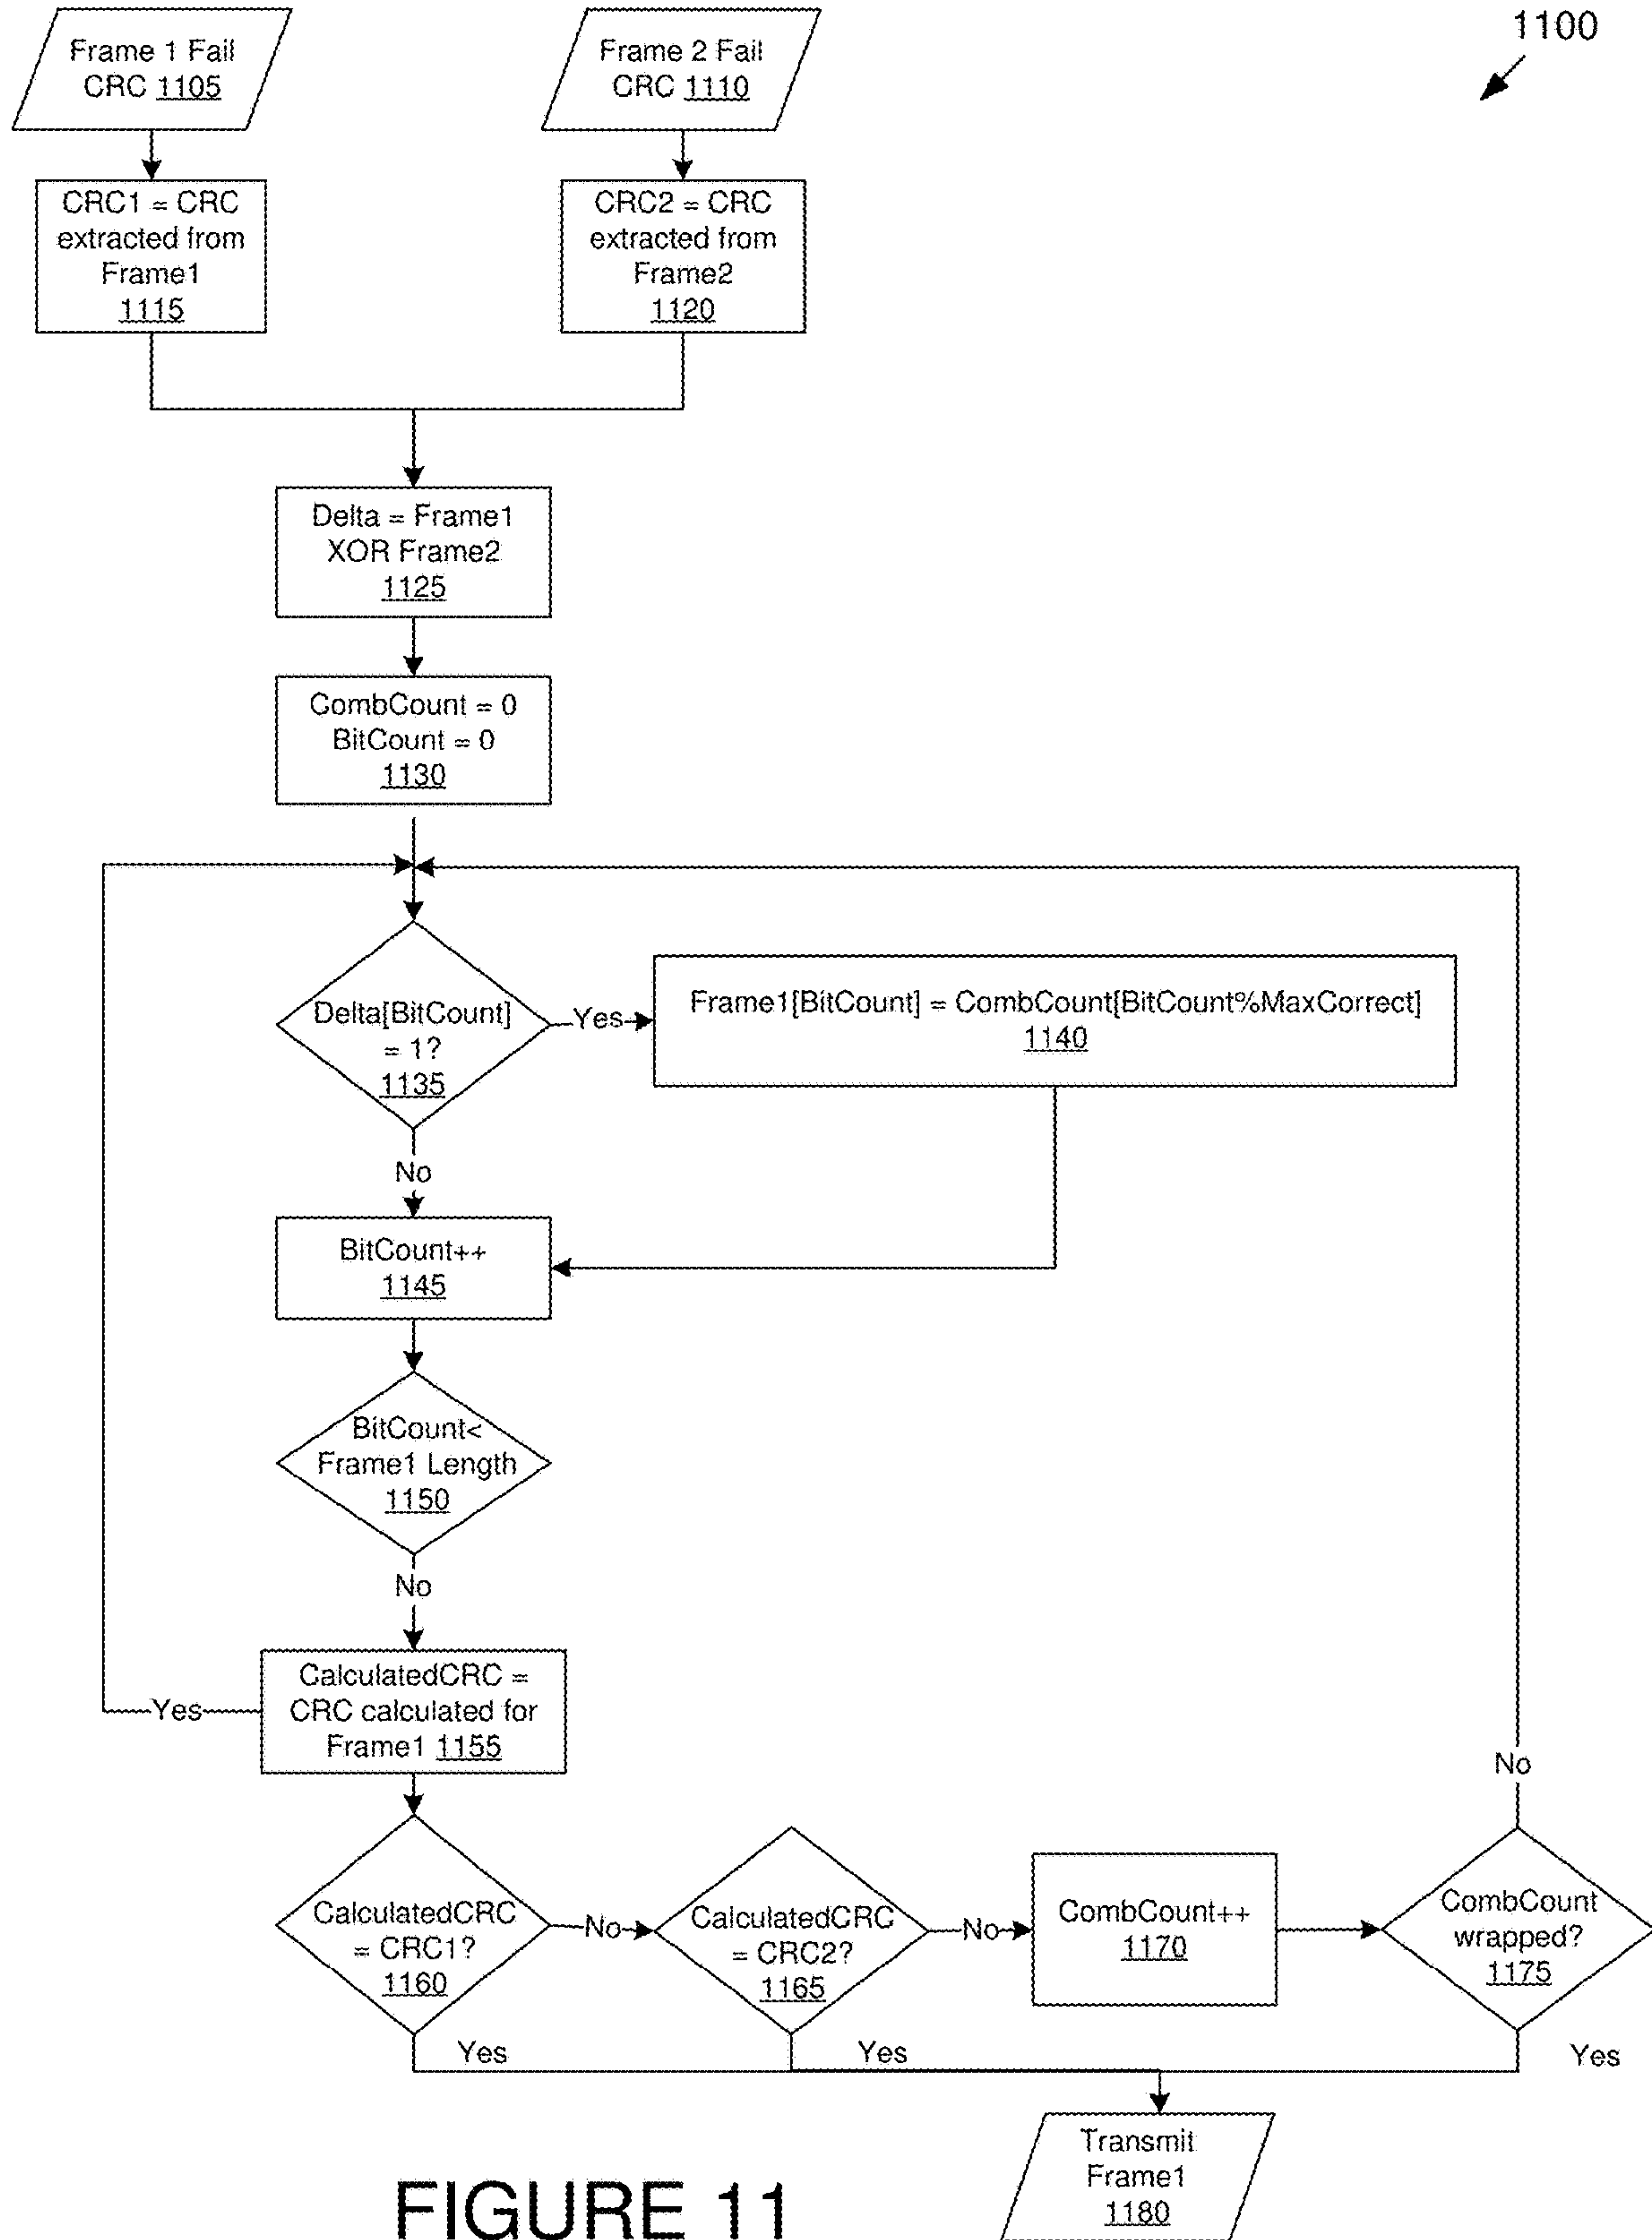 1100
Frame 1 Fail
CRC 1105
Frame 2 Fail
CRC 1110
CRC1 = CRC
extracted from
Frame1
1115
CRC2 = CRC
extracted from
Frame2
1120
Delta = Frame1
XOR Frame2
1125
CombCount = 0
BitCount = 0
1130
Delta[BitCount]
= 1?
1135
Yes
Frame1[BitCount] = CombCount[BitCount%MaxCorrect]
1140
No
BitCount++
1145
BitCount<
Frame1 Length
1150
No
CalculatedCRC =
CRC calculated for
Frame1 1155
Yes
No
CalculatedCRC
= CRC1?
1160
No
CalculatedCRC
= CRC2?
1165
No
CombCount++
1170
CombCount
wrapped?
1175
Yes
Yes
Yes
Transmit
Frame1
1180
FIGURE 11